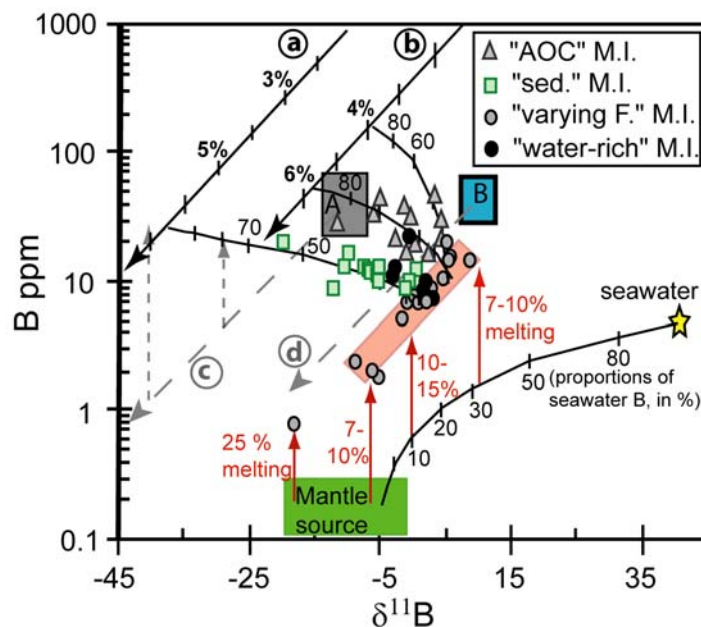 1000
100
10
1
0.1
B ppm
-45
-25
-5
15
35
δ¹¹B
a
b
c
d
3%
5%
4%
6%
80
60
80
70
50
A
B
"AOC" M.I.
"sed." M.I.
"varying F." M.I.
"water-rich" M.I.
seawater
7-10%
melting
10-
15%
7-
10%
25 %
melting
80
50
30
20
10
(proportions of
seawater B, in %)
Mantle
source